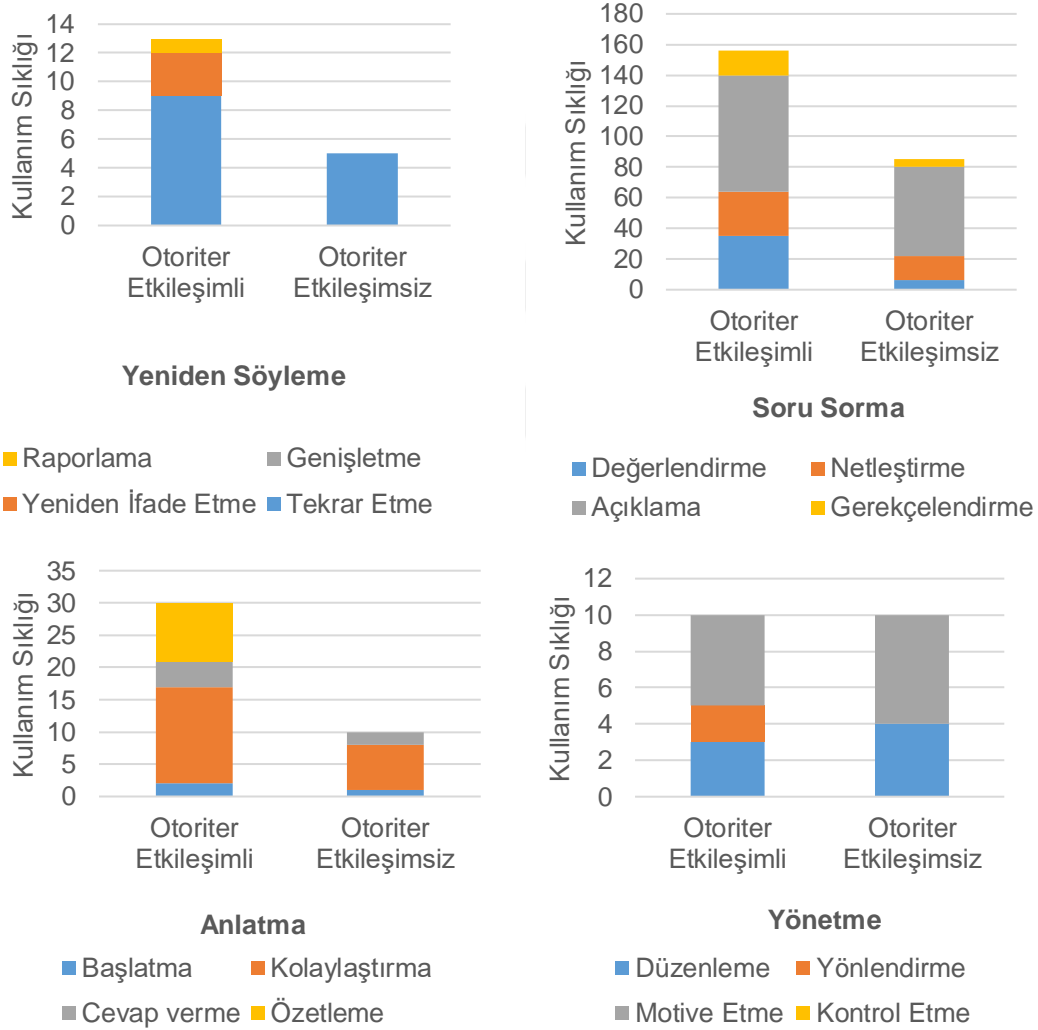 Kullanım Sıklığı
14
12
10
8
6
4
2
0
Otoriter Etkileşimli
Otoriter Etkileşimsiz
Yeniden Söyleme
Raporlama
Genişletme
Yeniden İfade Etme
Tekrar Etme
Kullanım Sıklığı
180
160
140
120
100
80
60
40
20
0
Otoriter Etkileşimli
Otoriter Etkileşimsiz
Soru Sorma
Değerlendirme
Netleştirme
Açıklama
Gerekçelendirme
Kullanım Sıklığı
35
30
25
20
15
10
5
0
Otoriter Etkileşimli
Otoriter Etkileşimsiz
Anlatma
Başlatma
Kolaylaştırma
Cevap verme
Özetleme
Kullanım Sıklığı
12
10
8
6
4
2
0
Otoriter Etkileşimli
Otoriter Etkileşimsiz
Yönetme
Düzenleme
Yönlendirme
Motive Etme
Kontrol Etme